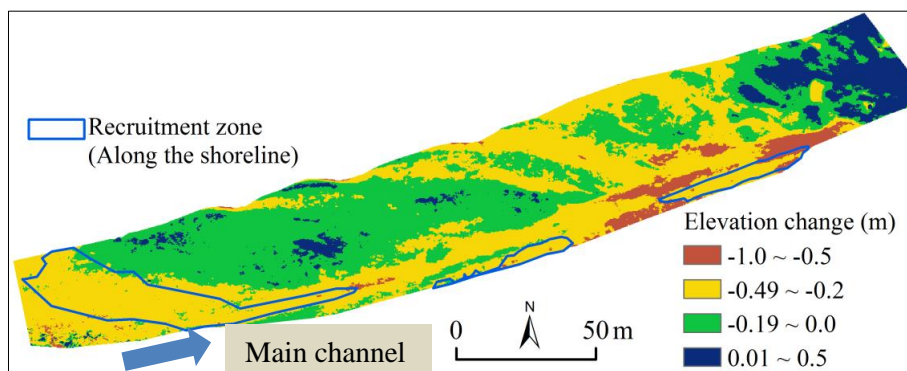 Recruitment zone
(Along the shoreline)
Elevation change (m)
-1.0 ~ -0.5
-0.49 ~ -0.2
-0.19 ~ 0.0
0.01 ~ 0.5
N
0 50 m
Main channel